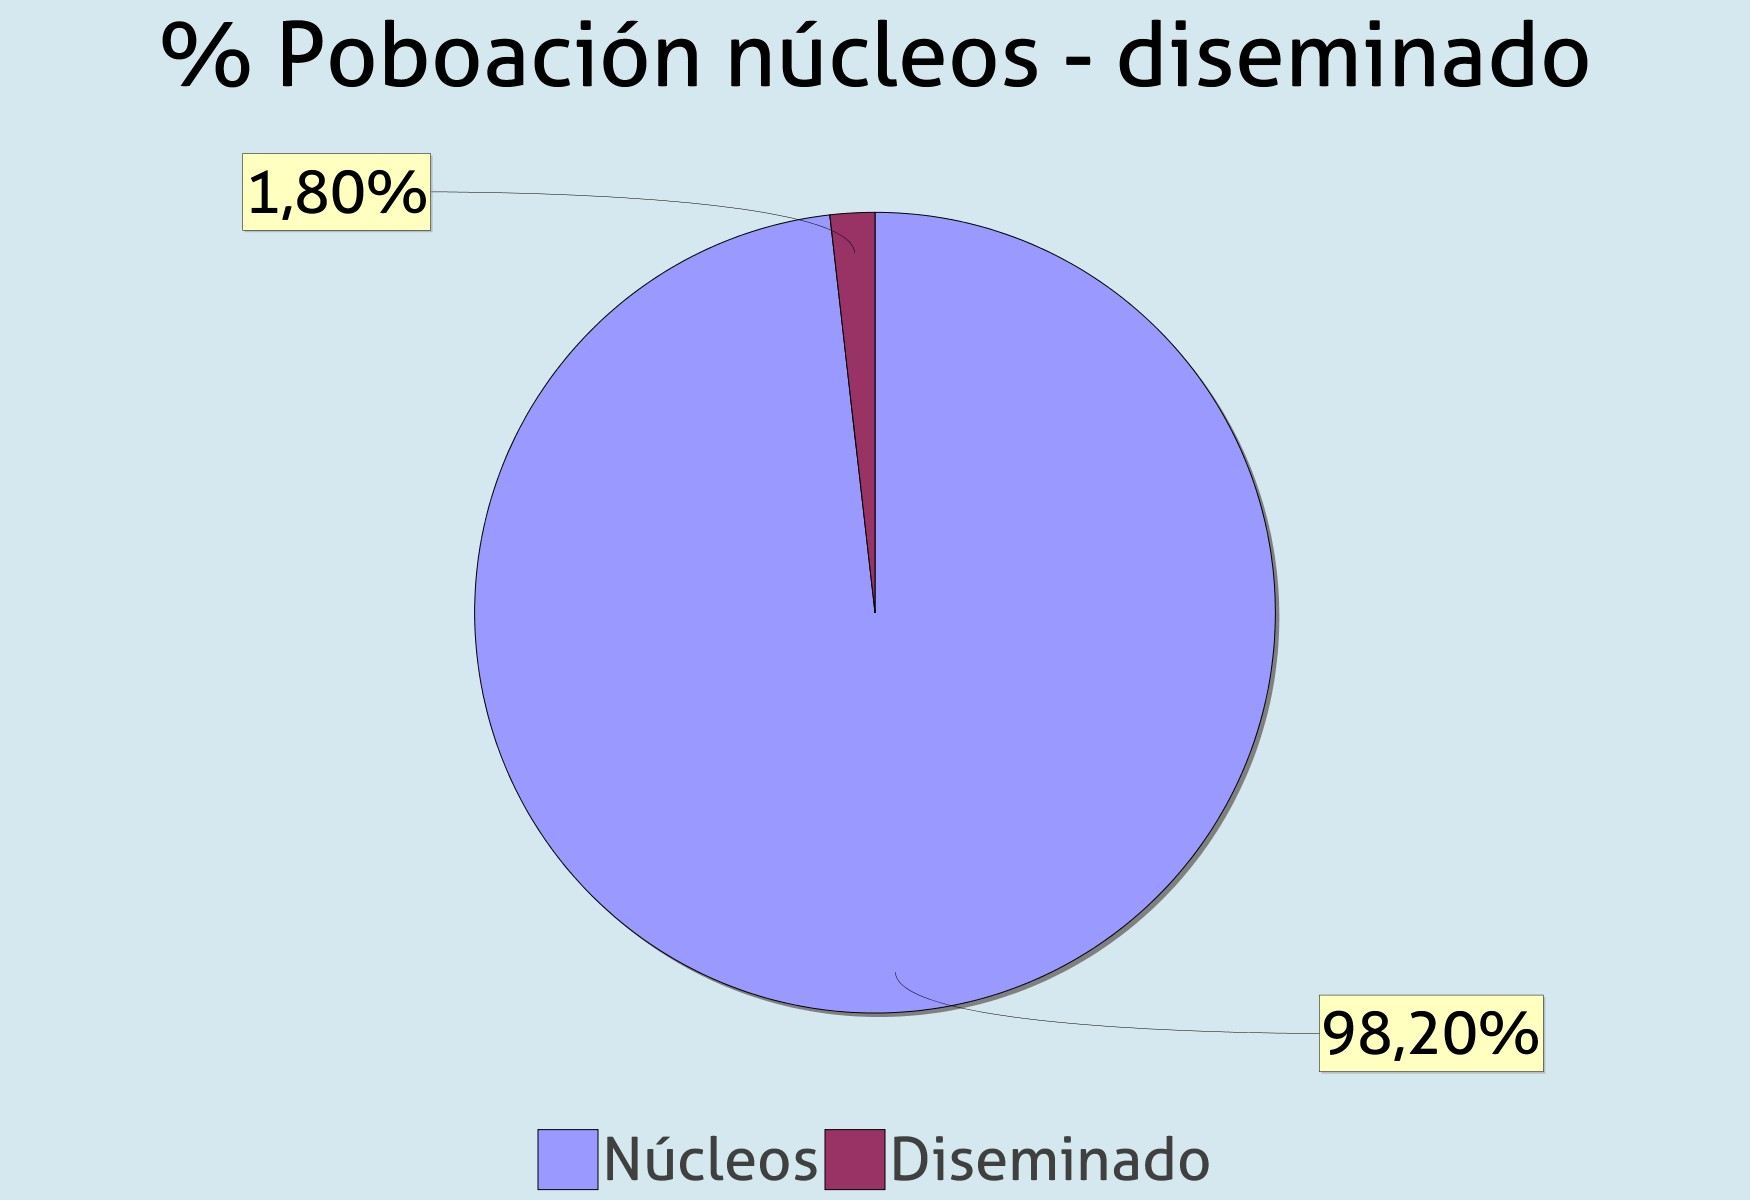 % Poboación núcleos - diseminado
1,80%
98,20%
Núcleos Diseminado